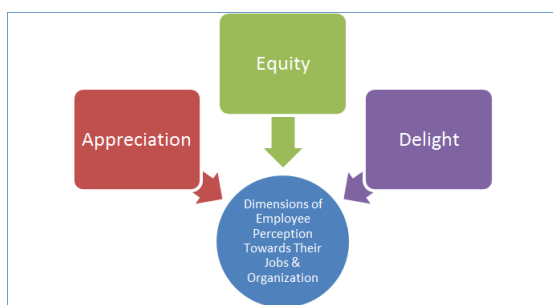 Equity
Appreciation
Delight
Dimensions of
Employee
Perception
Towards Their
Jobs &
Organization